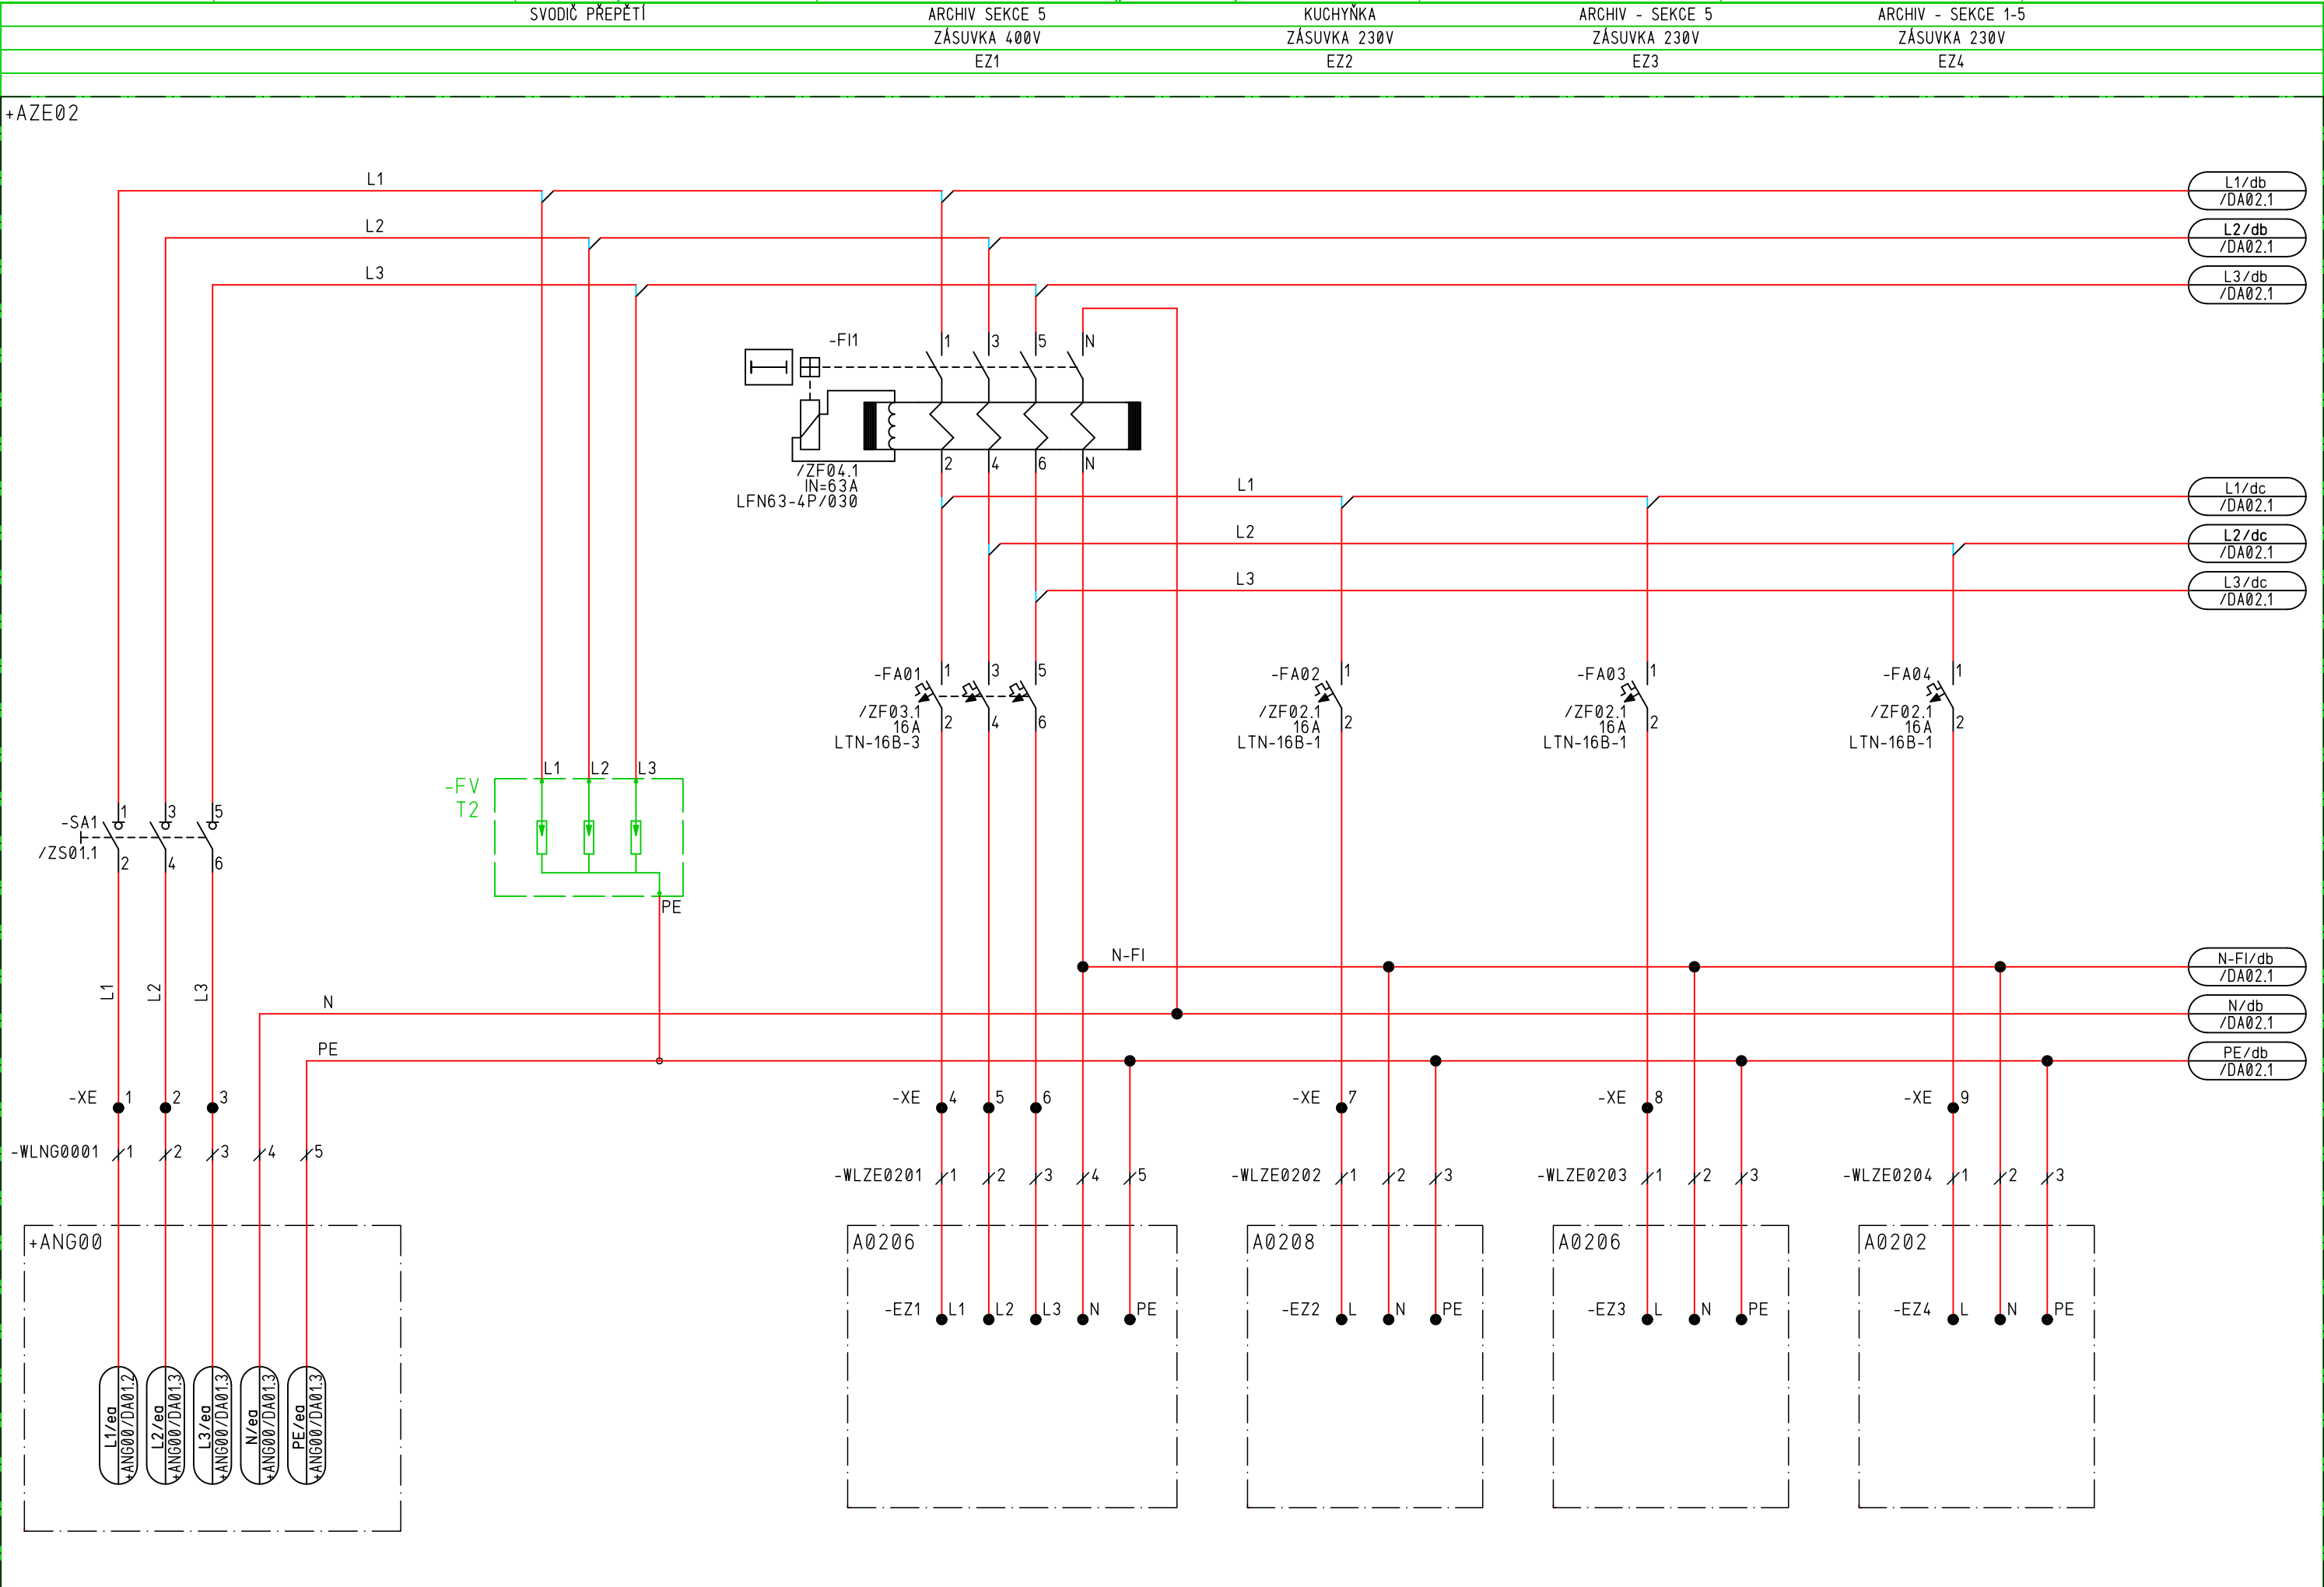 SVODIČ PŘEPĚTÍ
ARCHIV SEKCE 5
KUCHYŇKA
ARCHIV - SEKCE 5
ARCHIV - SEKCE 1-5
ZÁSUVKA 400V
ZÁSUVKA 230V
ZÁSUVKA 230V
ZÁSUVKA 230V
EZ1
EZ2
EZ3
EZ4
+AZE02
L1
L1/db
/DA02.1
L2
L2/db
/DA02.1
L3
L3/db
/DA02.1
-FI1
1
3
5
N
2
4
6
N
/ZF04.1
IN=63A
LFN63-4P/030
L1
L1/dc
/DA02.1
L2
L2/dc
/DA02.1
L3
L3/dc
/DA02.1
-FA01
1
3
5
/ZF03.1
16A
LTN-16B-3
2
4
6
-FA02
1
/ZF02.1
16A
LTN-16B-1
2
-FA03
1
/ZF02.1
16A
LTN-16B-1
2
-FA04
1
/ZF02.1
16A
LTN-16B-1
2
-FV
T2
L1
L2
L3
PE
-SA1
/ZS01.1
1
3
5
2
4
6
L1
L2
L3
N-FI
N-FI/db
/DA02.1
N
N/db
/DA02.1
PE
PE/db
/DA02.1
-XE
1
2
3
-XE
4
5
6
-XE
7
-XE
8
-XE
9
-WLNG0001
1
2
3
4
5
-WLZE0201
1
2
3
4
5
-WLZE0202
1
2
3
-WLZE0203
1
2
3
-WLZE0204
1
2
3
+ANG00
A0206
A0208
A0206
A0202
-EZ1
L1
L2
L3
N
PE
-EZ2
L
N
PE
-EZ3
L
N
PE
-EZ4
L
N
PE
L1/ea
+ANG00/DA01.2
L2/ea
+ANG00/DA01.3
L3/ea
+ANG00/DA01.3
N/ea
+ANG00/DA01.3
PE/ea
+ANG00/DA01.3